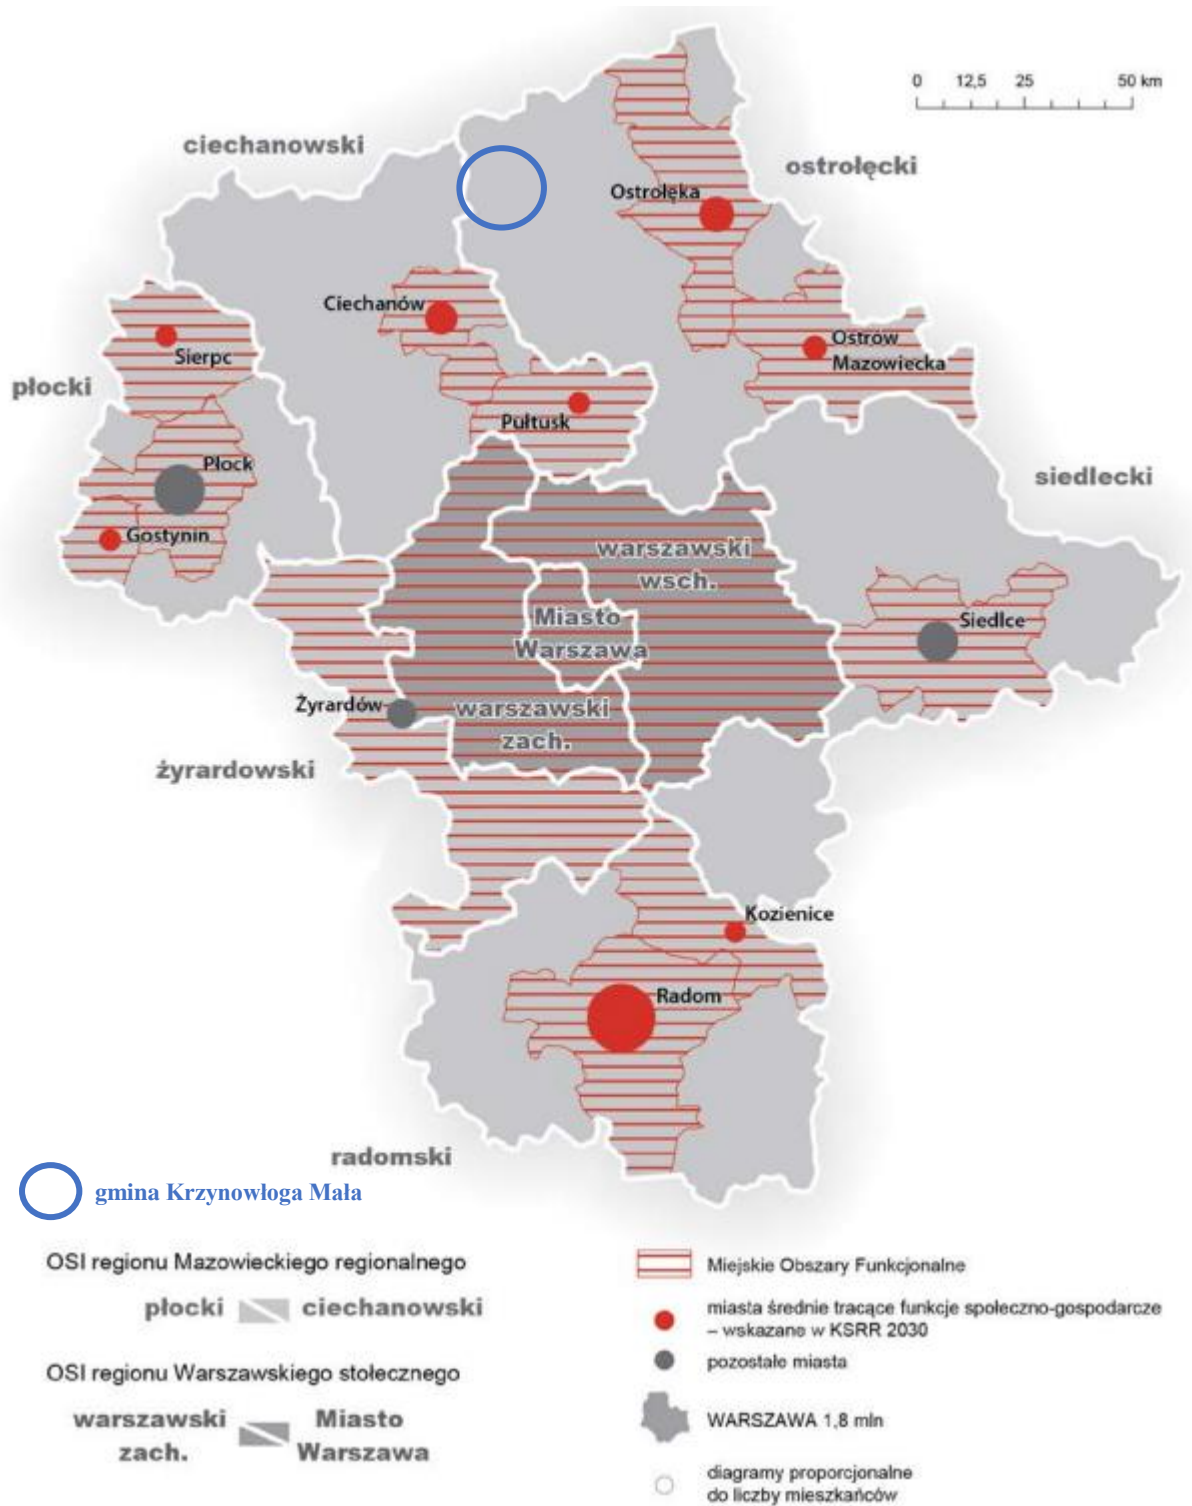 0 12,5 25 50 km
ciechanowski
ostrołęcki
Ostrołęka
Ciechanów
Sierpc
Ostrów
Mazowiecka
płocki
Pułtusk
Płock
siedlecki
Gostynin
warszawski
wsch.
Miasto
Warszawa
Siedlce
Żyrardów
warszawski
zach.
żyrardowski
Kozienice
Radom
radomski
gmina Krzynowłoga Mała
OSI regionu Mazowieckiego regionalnego
płocki ciechanowski
OSI regionu Warszawskiego stołecznego
warszawski
zach.
Miasto
Warszawa
Miejskie Obszary Funkcjonalne
miasta średnie tracące funkcje społeczno-gospodarcze
– wskazane w KSRR 2030
pozostałe miasta
WARSZAWA 1,8 mln
diagramy proporcjonalne
do liczby mieszkańców